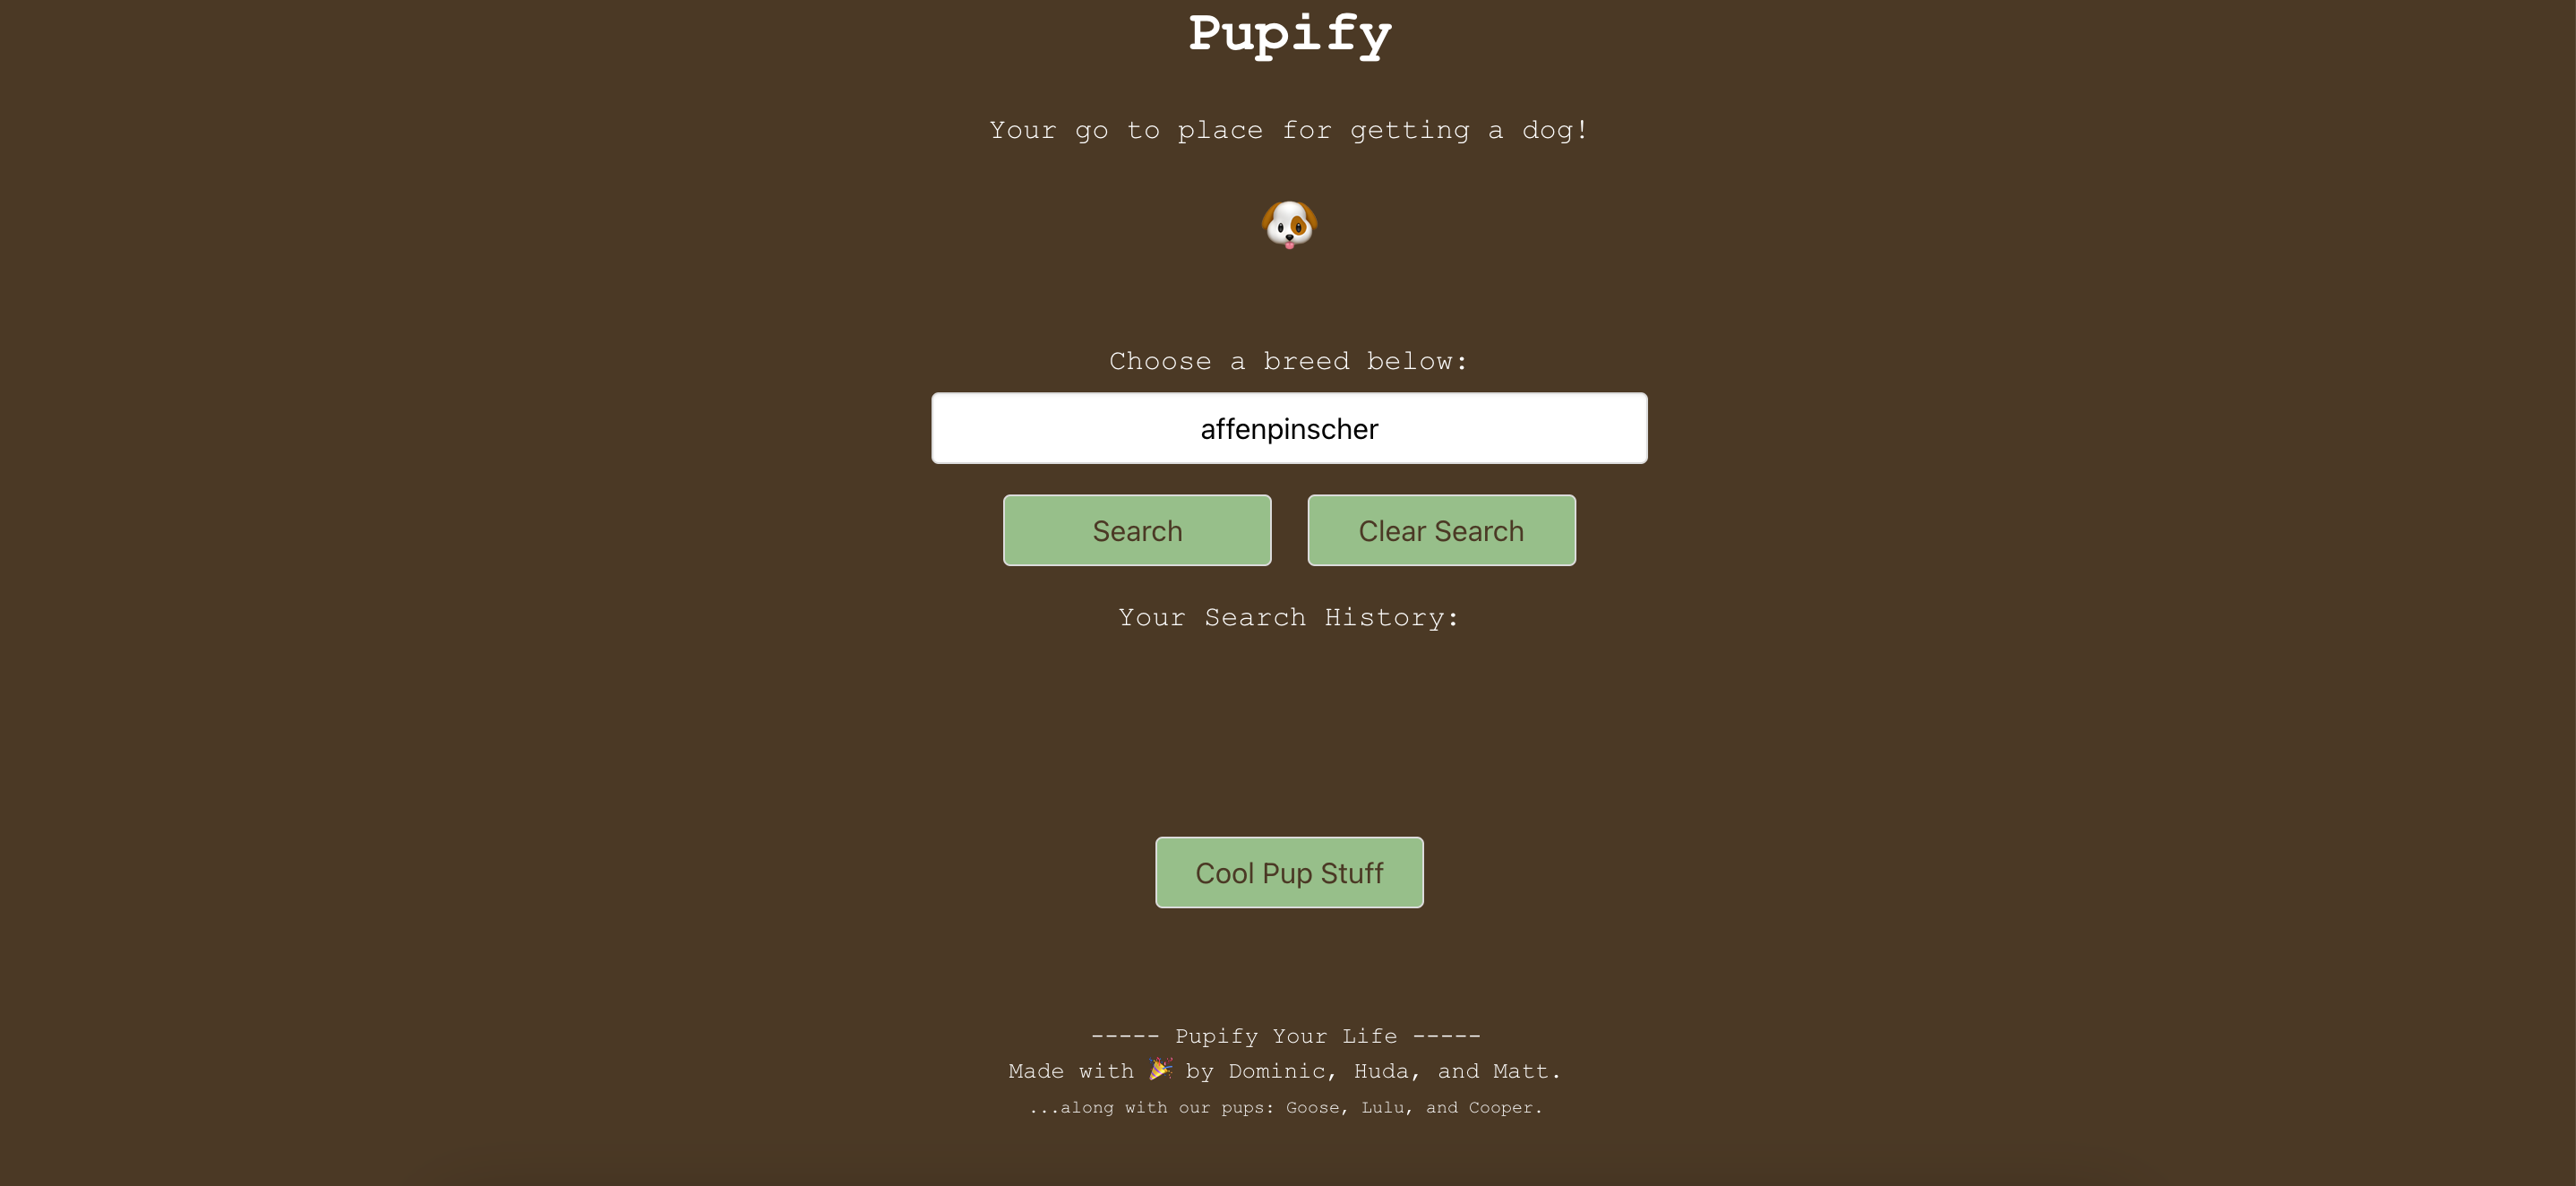 Pupify
Your go to place for getting a dog!
Choose a breed below:
affenpinscher
Search
Clear Search
Your Search History:
Cool Pup Stuff
----- Pupify Your Life -----
Made with 🎉 by Dominic, Huda, and Matt.
...along with our pups: Goose, Lulu, and Cooper.